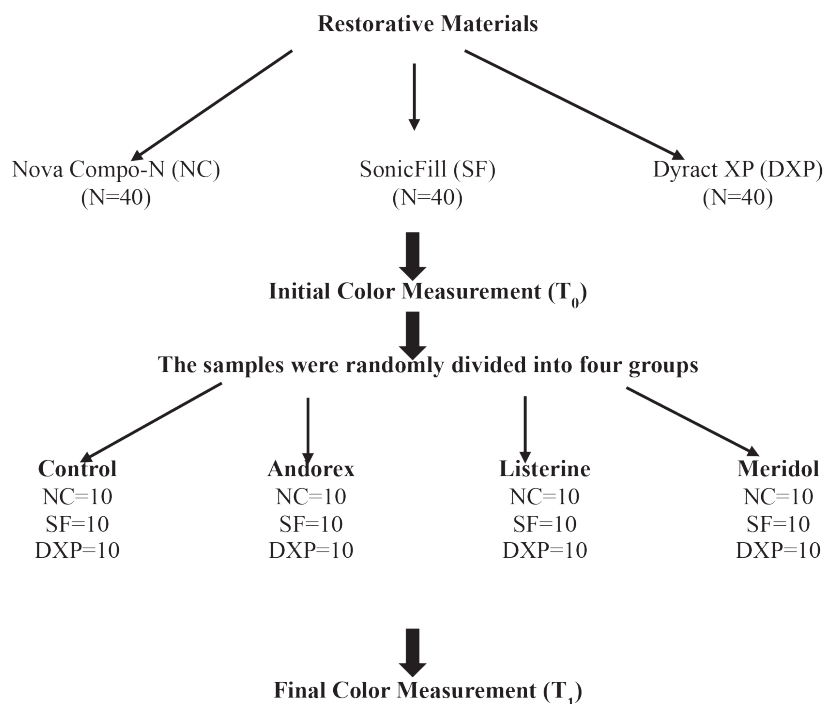 Restorative Materials
Nova Compo-N (NC) SonicFill (SF) Dyract XP (DXP)
(N=40) (N=40) (N=40)
Initial Color Measurement (T0)
The samples were randomly divided into four groups
Control Andorex Listerine Meridol
NC=10 NC=10 NC=10 NC=10
SF=10 SF=10 SF=10 SF=10
DXP=10 DXP=10 DXP=10 DXP=10
Final Color Measurement (T1)